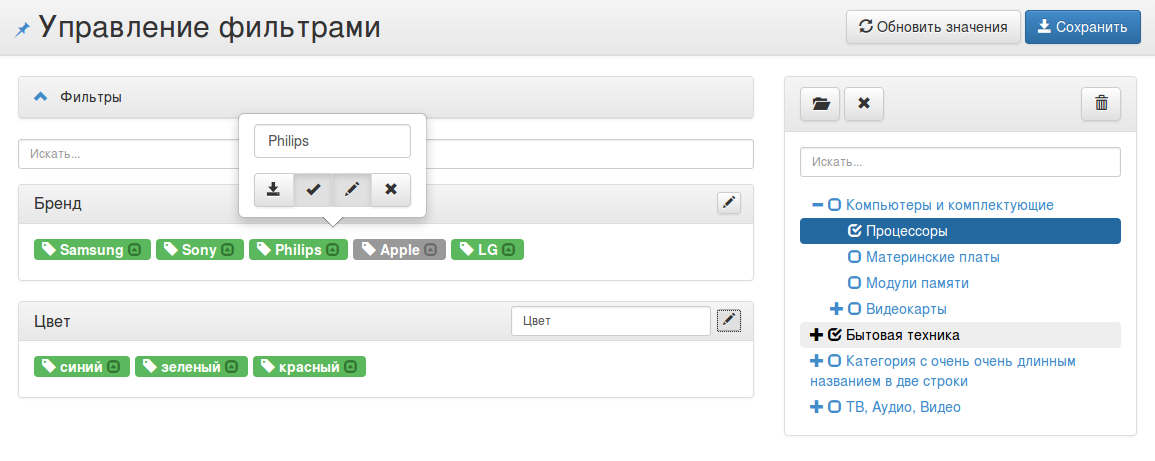 Управление фильтрами
Обновить значения
Сохранить
Фильтры
Philips
Искать...
Бренд
Samsung
Sony
Philips
Apple
LG
Цвет
Цвет
синий
зеленый
красный
Искать...
Компьютеры и комплектующие
Процессоры
Материнские платы
Модули памяти
Видеокарты
Бытовая техника
Категория с очень очень длинным
названием в две строки
ТВ, Аудио, Видео